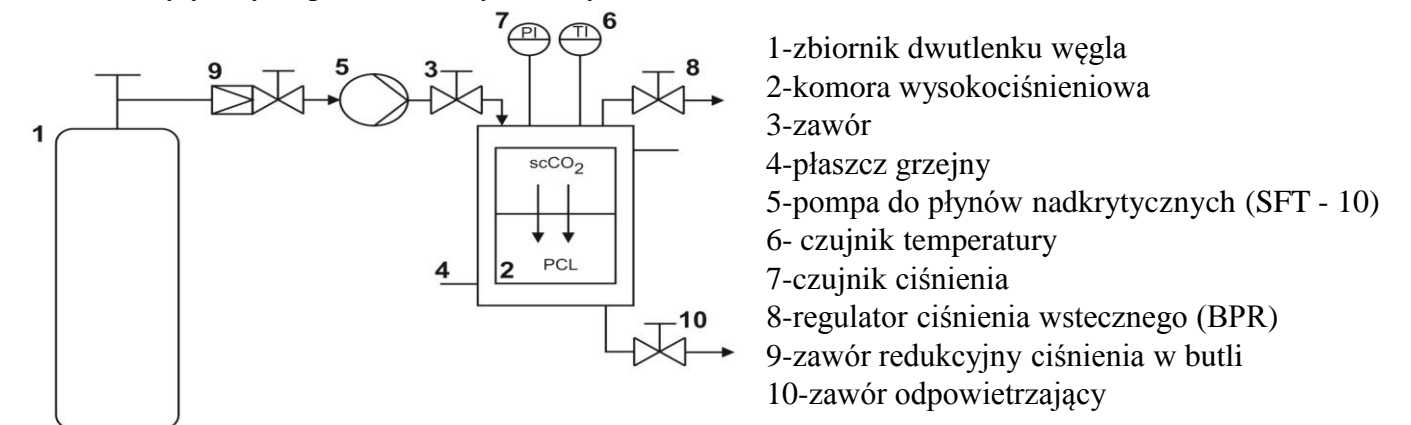 7
PI
TI
6
9
5
3
8
1
scCO2
4
2
PCL
10
1-zbiornik dwutlenku węgla
2-komora wysokociśnieniowa
3-zawór
4-płaszcz grzejny
5-pompa do płynów nadkrytycznych (SFT - 10)
6- czujnik temperatury
7-czujnik ciśnienia
8-regulator ciśnienia wstecznego (BPR)
9-zawór redukcyjny ciśnienia w butli
10-zawór odpowietrzający